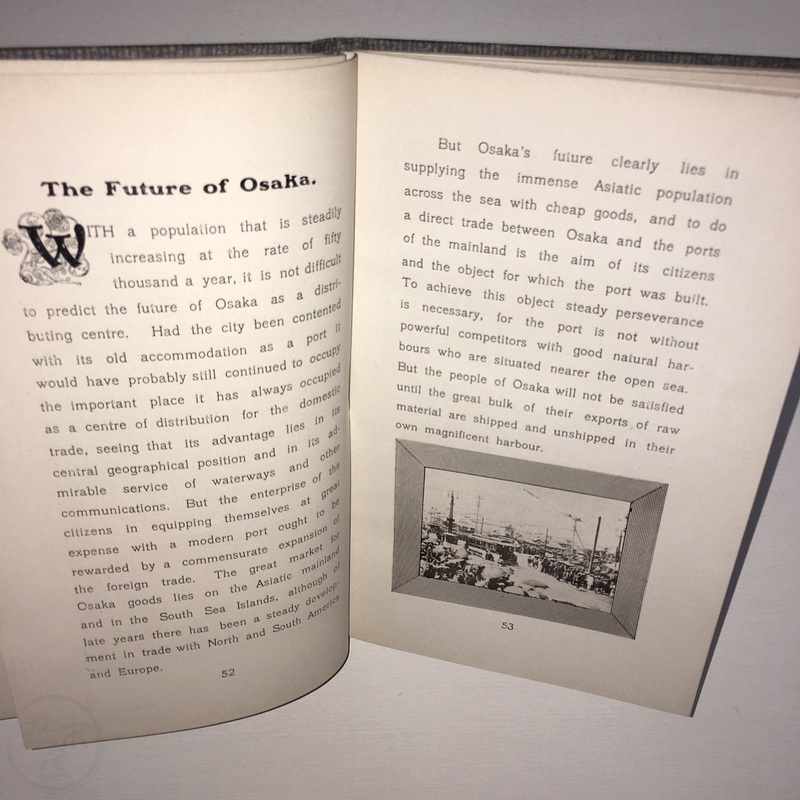 The Future of Osaka.
WITH a population that is steadily
increasing at the rate of fifty
thousand a year, it is not difficult
to predict the future of Osaka as a distri-
buting centre. Had the city been contented
with its old accommodation as a port it
would have probably still continued to occupy
the important place it has always occupied
as a centre of distribution for the domestic
trade, seeing that its advantage lies in its
central geographical position and in its ad-
mirable service of waterways and other
communications. But the enterprise of the
citizens in equipping themselves at great
expense with a modern port ought to be
rewarded by a commensurate expansion of
the foreign trade. The great market for
Osaka goods lies on the Asiatic mainland
and in the South Sea Islands, although of
late years there has been a steady develop-
ment in trade with North and South America
and Europe.
52
But Osaka's future clearly lies in
supplying the immense Asiatic population
across the sea with cheap goods, and to do
a direct trade between Osaka and the ports
of the mainland is the aim of its citizens
and the object for which the port was built.
To achieve this object steady perseverance
is necessary, for the port is not without
powerful competitors with good natural har-
bours who are situated nearer the open sea.
But the people of Osaka will not be satisfied
until the great bulk of their exports of raw
material are shipped and unshipped in their
own magnificent harbour.
53